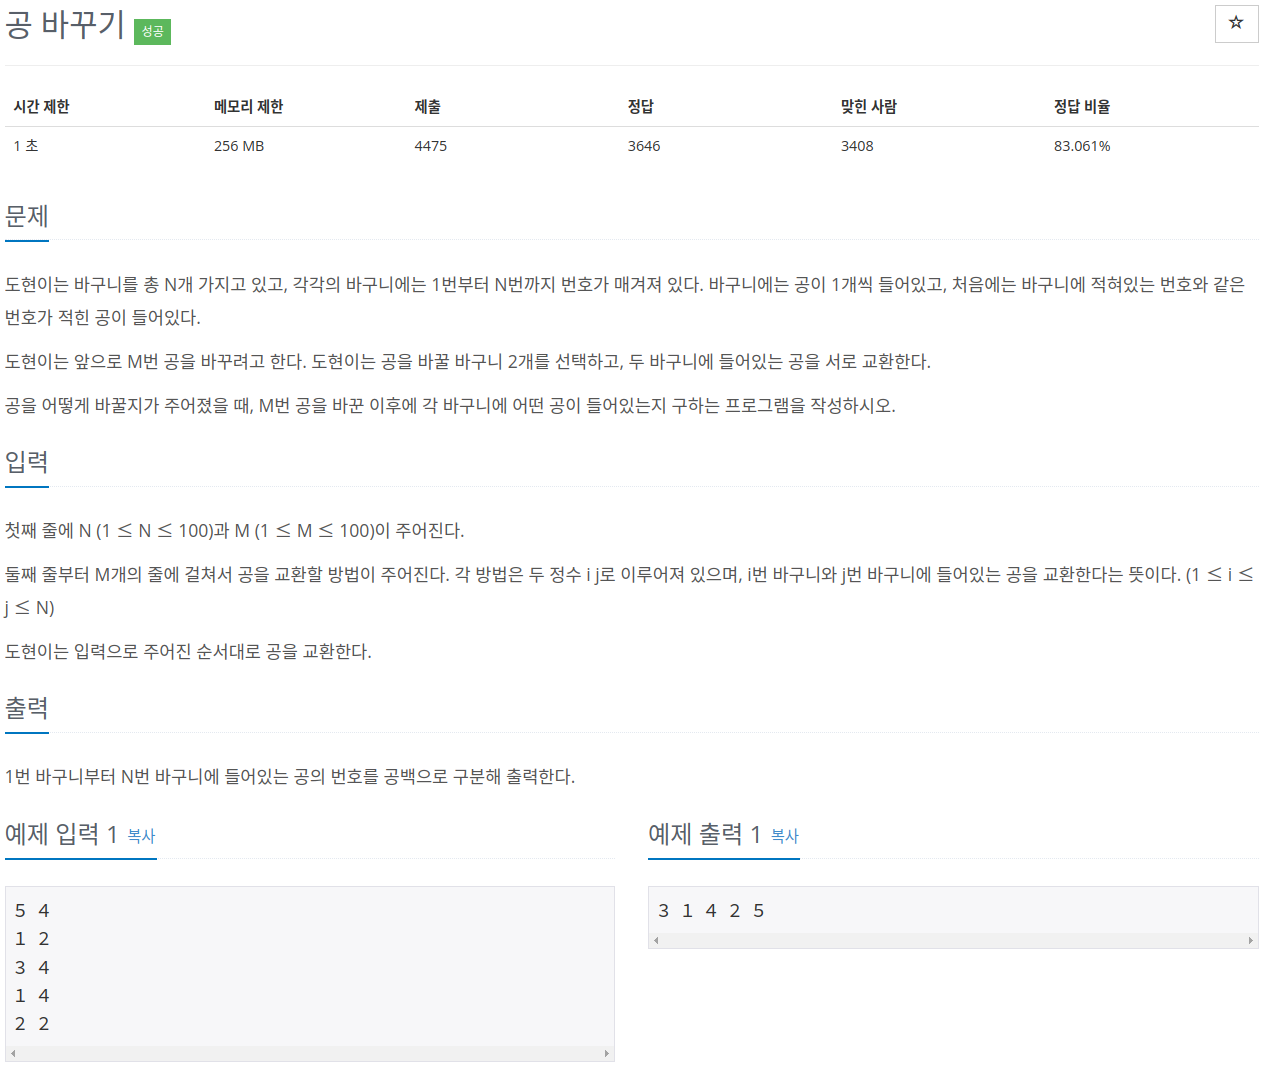 공 바꾸기 성공
☆
시간 제한 메모리 제한 제출 정답 맞힌 사람 정답 비율
1 초 256 MB 4475 3646 3408 83.061%
문제
도현이는 바구니를 총 N개 가지고 있고, 각각의 바구니에는 1번부터 N번까지 번호가 매겨져 있다. 바구니에는 공이 1개씩 들어있고, 처음에는 바구니에 적혀있는 번호와 같은
번호가 적힌 공이 들어있다.
도현이는 앞으로 M번 공을 바꾸려고 한다. 도현이는 공을 바꿀 바구니 2개를 선택하고, 두 바구니에 들어있는 공을 서로 교환한다.
공을 어떻게 바꿀지가 주어졌을 때, M번 공을 바꾼 이후에 각 바구니에 어떤 공이 들어있는지 구하는 프로그램을 작성하시오.
입력
첫째 줄에 N (1 ≤ N ≤ 100)과 M (1 ≤ M ≤ 100)이 주어진다.
둘째 줄부터 M개의 줄에 걸쳐서 공을 교환할 방법이 주어진다. 각 방법은 두 정수 i j로 이루어져 있으며, i번 바구니와 j번 바구니에 들어있는 공을 교환한다는 뜻이다. (1 ≤ i ≤
j ≤ N)
도현이는 입력으로 주어진 순서대로 공을 교환한다.
출력
1번 바구니부터 N번 바구니에 들어있는 공의 번호를 공백으로 구분해 출력한다.
예제 입력 1 복사
5 4
1 2
3 4
1 4
2 2
예제 출력 1 복사
3 1 4 2 5